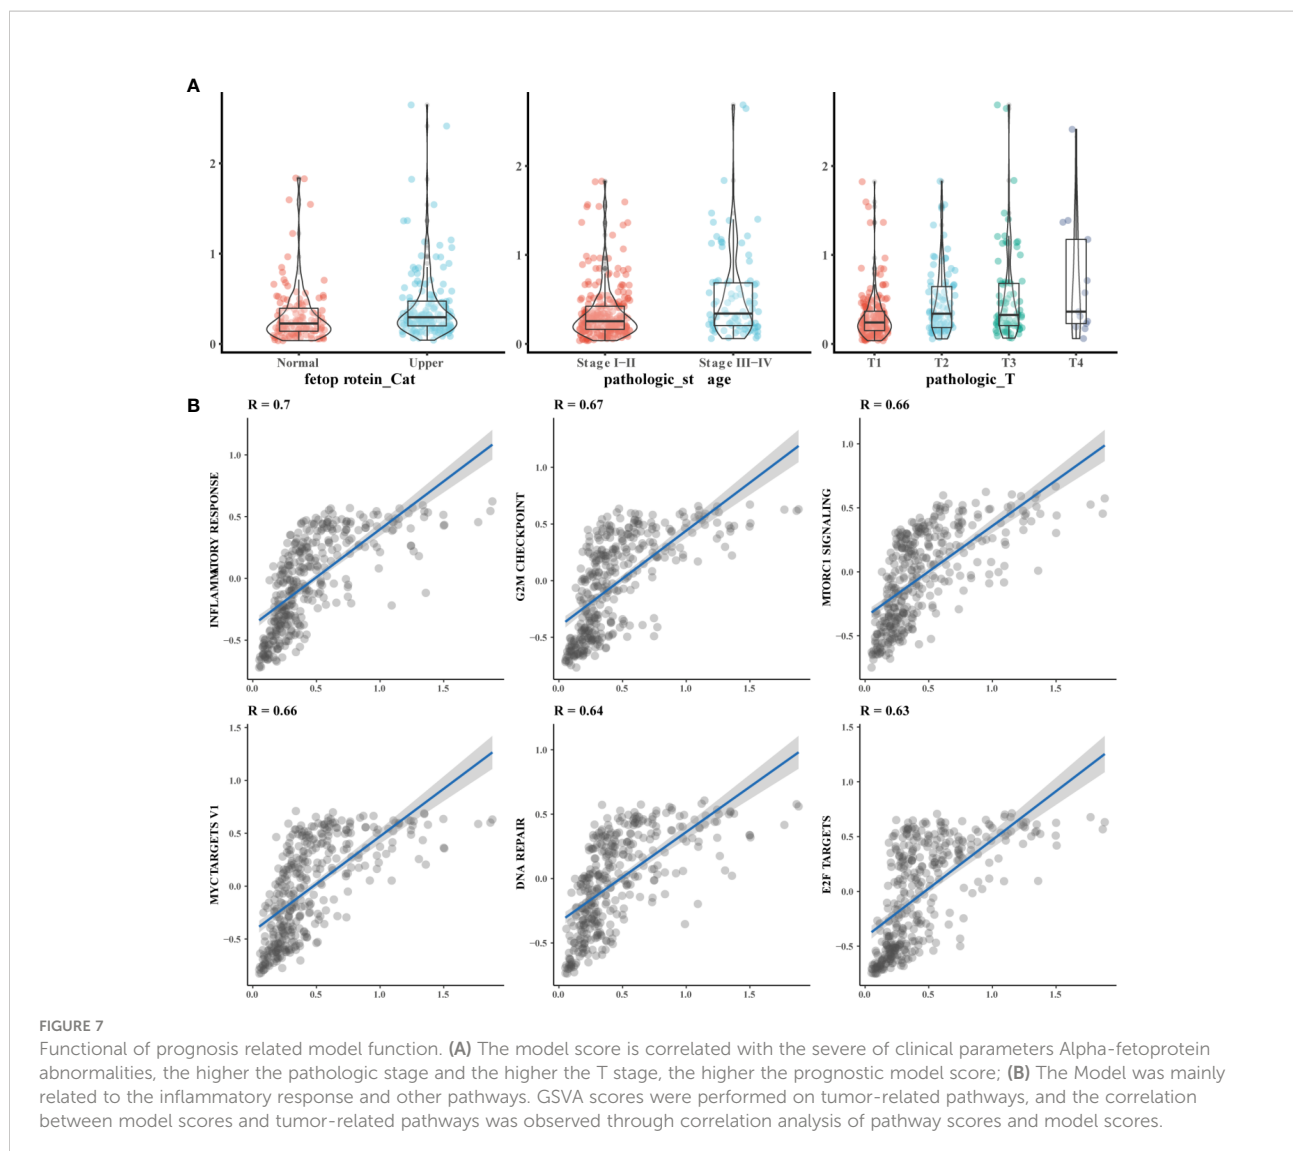 A
2
1
0
Normal
Upper
fetop rotein_Cat
2
1
0
Stage I–II
Stage III–IV
pathologic_st age
2
1
0
T1
T2
T3
T4
pathologic_T
B
R = 0.7
INFLAMMATORY RESPONSE
1.0
0.5
0.0
−0.5
0.0
0.5
1.0
1.5
R = 0.67
G2M CHECKPOINT
1.0
0.5
0.0
−0.5
0.0
0.5
1.0
1.5
R = 0.66
MTORC1 SIGNALING
1.0
0.5
0.0
−0.5
0.0
0.5
1.0
1.5
R = 0.66
MYC TARGETS V1
1.5
1.0
0.5
0.0
−0.5
0.0
0.5
1.0
1.5
R = 0.64
DNA REPAIR
1.0
0.5
0.0
−0.5
0.0
0.5
1.0
1.5
R = 0.63
E2F TARGETS
1.5
1.0
0.5
0.0
−0.5
0.0
0.5
1.0
1.5
FIGURE 7
Functional of prognosis related model function. (A) The model score is correlated with the severe of clinical parameters Alpha-fetoprotein
abnormalities, the higher the pathologic stage and the higher the T stage, the higher the prognostic model score; (B) The Model was mainly
related to the inflammatory response and other pathways. GSVA scores were performed on tumor-related pathways, and the correlation
between model scores and tumor-related pathways was observed through correlation analysis of pathway scores and model scores.